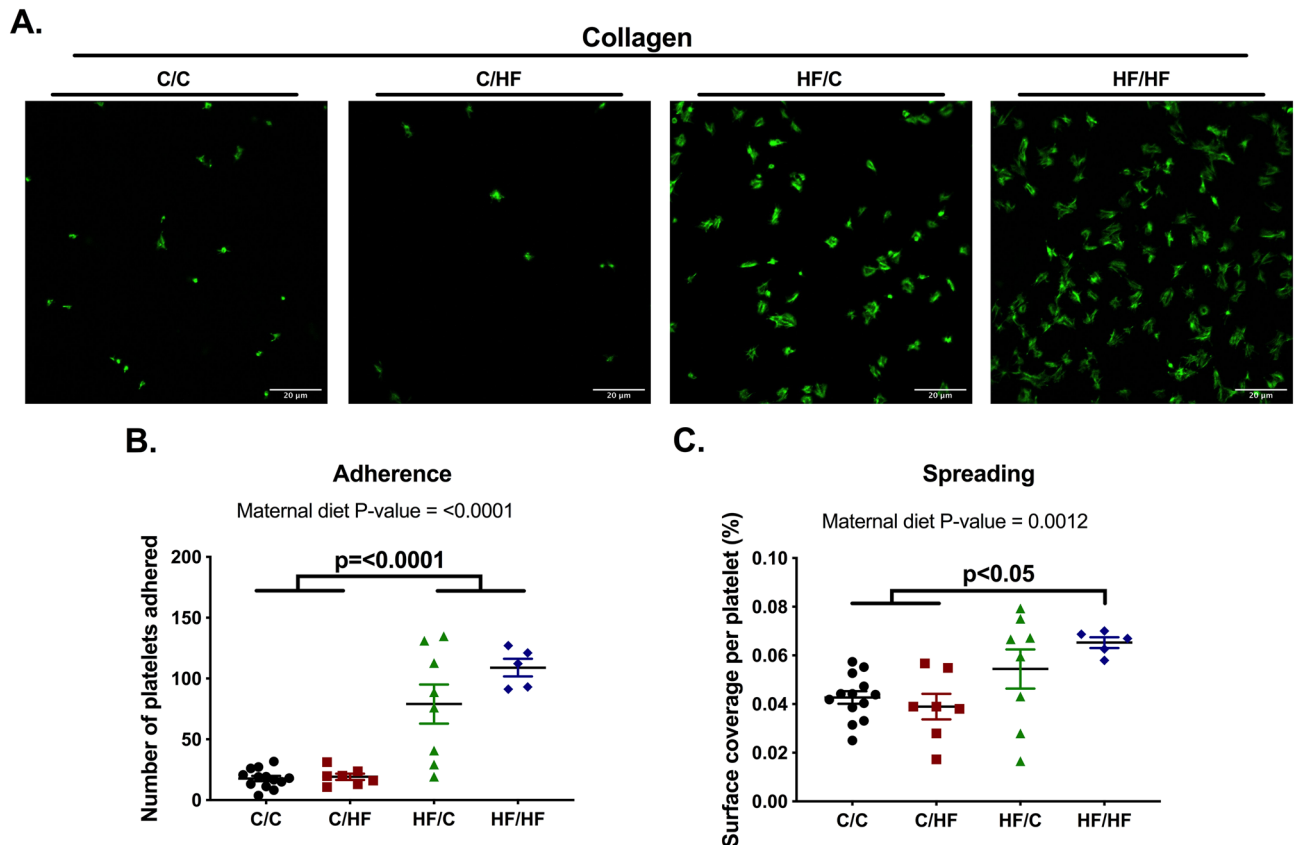 A.
Collagen
C/C
C/HF
HF/C
HF/HF
20 µm
20 µm
20 µm
20 µm
B.
Adherence
Maternal diet P-value = <0.0001
p=<0.0001
Number of platelets adhered
200
150
100
50
0
C/C
C/HF
HF/C
HF/HF
C.
Spreading
Maternal diet P-value = 0.0012
p<0.05
Surface coverage per platelet (%)
0.10
0.08
0.06
0.04
0.02
0.00
C/C
C/HF
HF/C
HF/HF